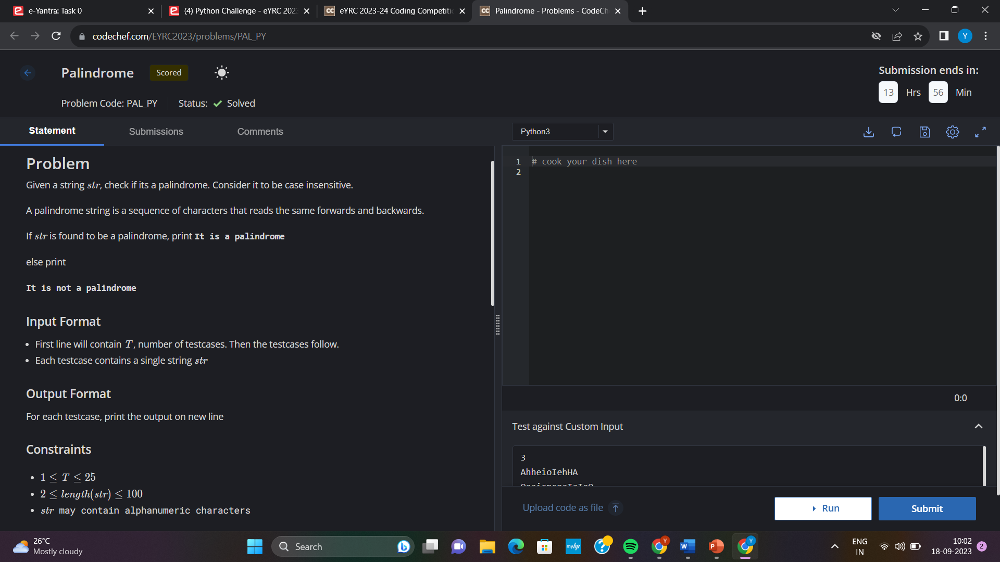 e-Yantra: Task 0
(4) Python Challenge - eYRC 202
eYRC 2023-24 Coding Competitio
Palindrome - Problems - CodeCh
codechef.com/EYRC2023/problems/PAL_PY
Y
Palindrome
Scored
Submission ends in:
13 Hrs 56 Min
Problem Code: PAL_PY
Status: ✓ Solved
Statement
Submissions
Comments
Python3
Problem
Given a string str, check if its a palindrome. Consider it to be case insensitive.
A palindrome string is a sequence of characters that reads the same forwards and backwards.
If str is found to be a palindrome, print It is a palindrome
else print
It is not a palindrome
Input Format
• First line will contain T, number of testcases. Then the testcases follow.
• Each testcase contains a single string str
Output Format
For each testcase, print the output on new line
Constraints
• 1 ≤ T ≤ 25
• 2 ≤ length(str) ≤ 100
• str may contain alphanumeric characters
1 # cook your dish here
2
0:0
Test against Custom Input
3
AhheioIehHA
Upload code as file
Run
Submit
26°C
Mostly cloudy
Search
myhp
ENG
IN
10:02
18-09-2023
2